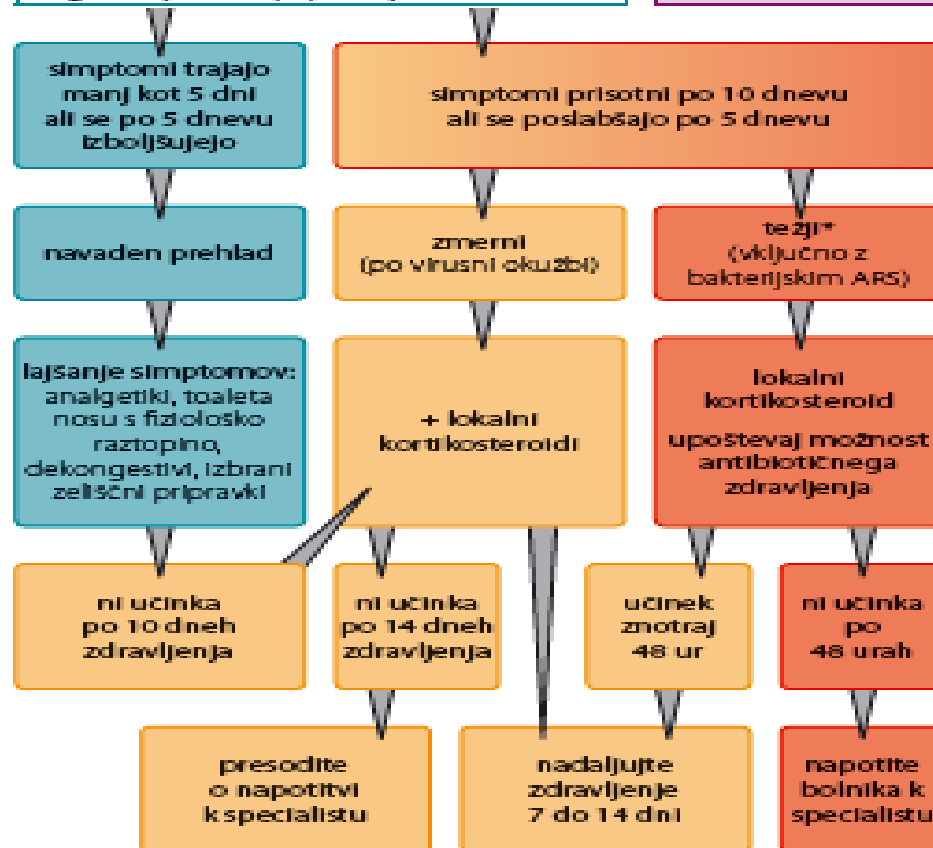 simptomi trajajo
manj kot 5 dni
ali se po 5 dnevu
izboljšujejo
simptomi prisotni po 10 dnevu
ali se poslabšajo po 5 dnevu
navaden prehlad
zmerni
(po virusni okužbi)
težji*
(vključno z
bakterijskim ARS)
lajšanje simptomov:
analgetiki, toaleta
nosu s fiziološko
raztopino,
dekongestivi, izbrani
zeliščni pripravki
+ lokalni
kortikosteroidi
lokalni
kortikosteroid
upoštevaj možnost
antibiotičnega
zdravljenja
ni učinka
po 10 dneh
zdravljenja
ni učinka
po 14 dneh
zdravljenja
učinek
znotraj
48 ur
ni učinka
po
48 urah
presodite
o napotitvi
k specialistu
nadaljujte
zdravljenje
7 do 14 dni
napotite
bolnika k
specialistu